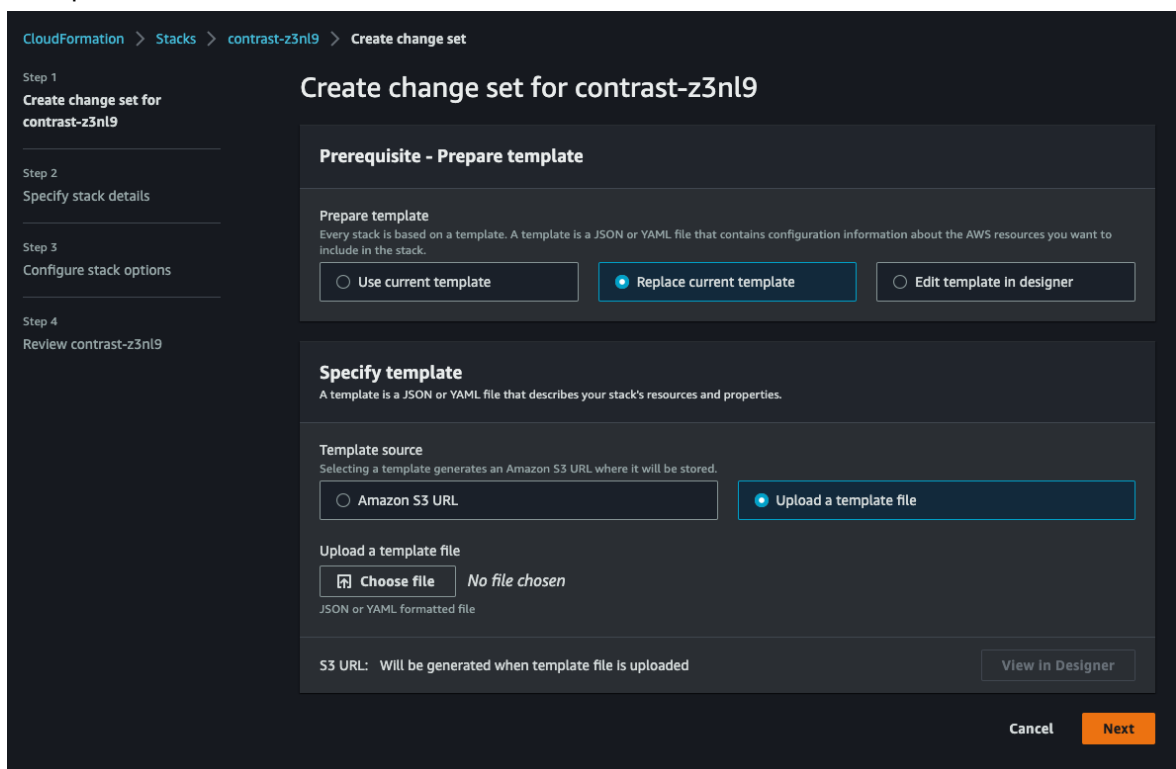 CloudFormation > Stacks > contrast-z3nl9 > Create change set
Step 1
Create change set for
contrast-z3nl9
Step 2
Specify stack details
Step 3
Configure stack options
Step 4
Review contrast-z3nl9
Create change set for contrast-z3nl9
Prerequisite - Prepare template
Prepare template
Every stack is based on a template. A template is a JSON or YAML file that contains configuration information about the AWS resources you want to
include in the stack.
Use current template
Replace current template
Edit template in designer
Specify template
A template is a JSON or YAML file that describes your stack's resources and properties.
Template source
Selecting a template generates an Amazon S3 URL where it will be stored.
Amazon S3 URL
Upload a template file
Upload a template file
Choose file No file chosen
JSON or YAML formatted file
S3 URL: Will be generated when template file is uploaded
View in Designer
Cancel
Next